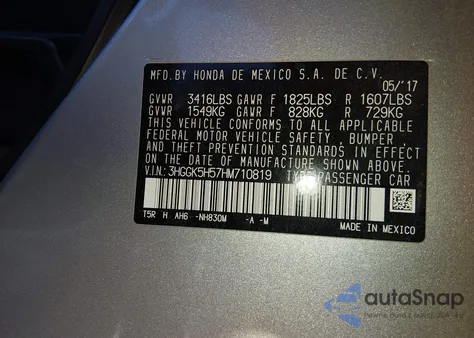 MFD.BY HONDA DE MEXICO S.A. DE C.V.
05/'17
GVWR 3416LBS GAWR F 1825LBS R 1607LBS
GVWR 1549KG GAWR F 828KG R 729KG
THIS VEHICLE CONFORMS TO ALL APPLICABLE
FEDERAL MOTOR VEHICLE SAFETY, BUMPER
AND THEFT PREVENTION STANDARDS IN EFFECT
ON THE DATE OF MANUFACTURE SHOWN ABOVE.
V.I.N: 3HGGK5H57HM710819 TYPE: PASSENGER CAR
T5R H AH6 -NH830M -A -M
MADE IN MEXICO
autaSnap